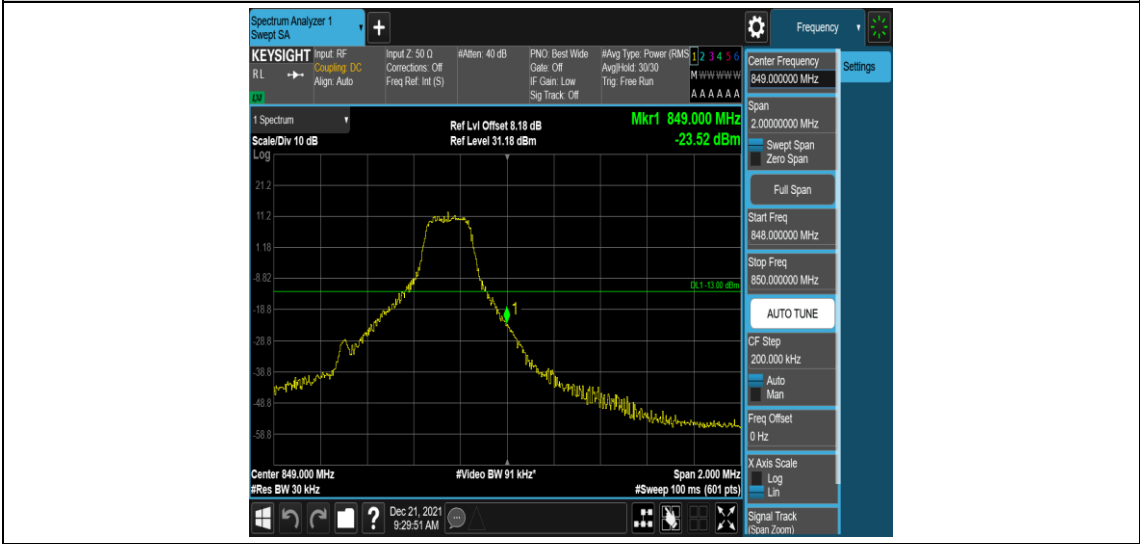 Spectrum Analyzer 1
Swept SA
+
Frequency
KEYSIGHT
RL
Input: RF
Coupling: DC
Align: Auto
Input Z: 50 Ω
Corrections: Off
Freq Ref: Int (S)
#Atten: 40 dB
PNO: Best Wide
Gate: Off
IF Gain: Low
Sig Track: Off
#Avg Type: Power (RMS
Avg|Hold: 30/30
Trig: Free Run
1 2 3 4 5 6
M W W W W W
A A A A A A
1 Spectrum
Scale/Div 10 dB
Log
Ref Lvl Offset 8.18 dB
Ref Level 31.18 dBm
Mkr1 849.000 MHz
-23.52 dBm
21.2
11.2
1.18
-8.82
-18.8
-28.8
-38.8
-48.8
-58.8
DL1 -13.00 dBm
1
Center 849.000 MHz
#Res BW 30 kHz
#Video BW 91 kHz*
Span 2.000 MHz
#Sweep 100 ms (601 pts)
?
Dec 21, 2021
9:29:51 AM
Center Frequency
849.000000 MHz
Settings
Span
2.00000000 MHz
Swept Span
Zero Span
Full Span
Start Freq
848.000000 MHz
Stop Freq
850.000000 MHz
AUTO TUNE
CF Step
200.000 kHz
Auto
Man
Freq Offset
0 Hz
X Axis Scale
Log
Lin
Signal Track
(Span Zoom)